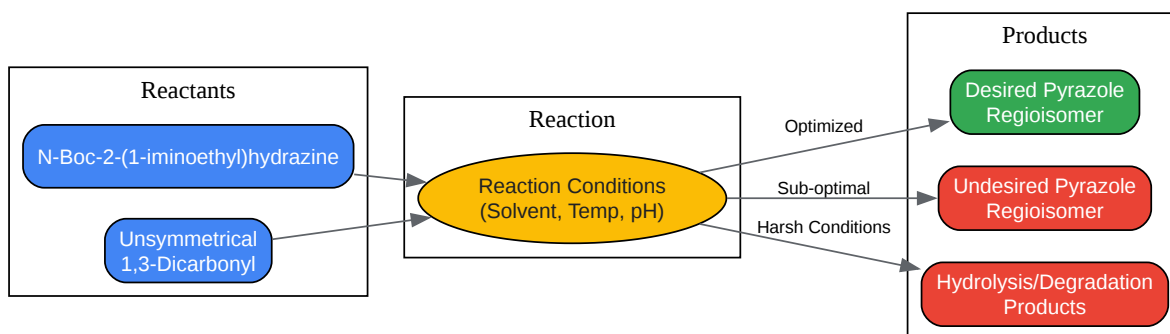 Reactants
N-Boc-2-(1-iminoethyl)hydrazine
Unsymmetrical
1,3-Dicarbonyl
Reaction
Reaction Conditions
(Solvent, Temp, pH)
Optimized
Sub-optimal
Harsh Conditions
Products
Desired Pyrazole
Regioisomer
Undesired Pyrazole
Regioisomer
Hydrolysis/Degradation
Products